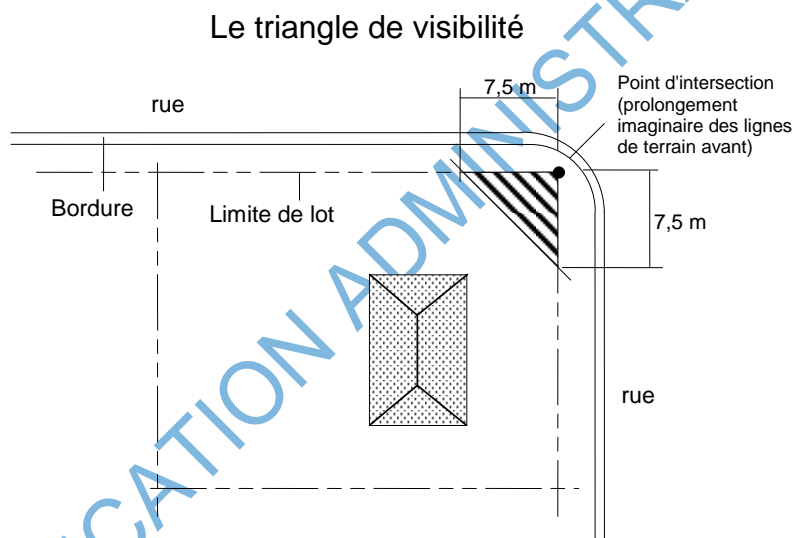 Le triangle de visibilité
7,5 m
Point d'intersection
(prolongement
imaginaire des lignes
de terrain avant)
rue
Bordure
Limite de lot
7,5 m
rue
CATION ADMINISTRA